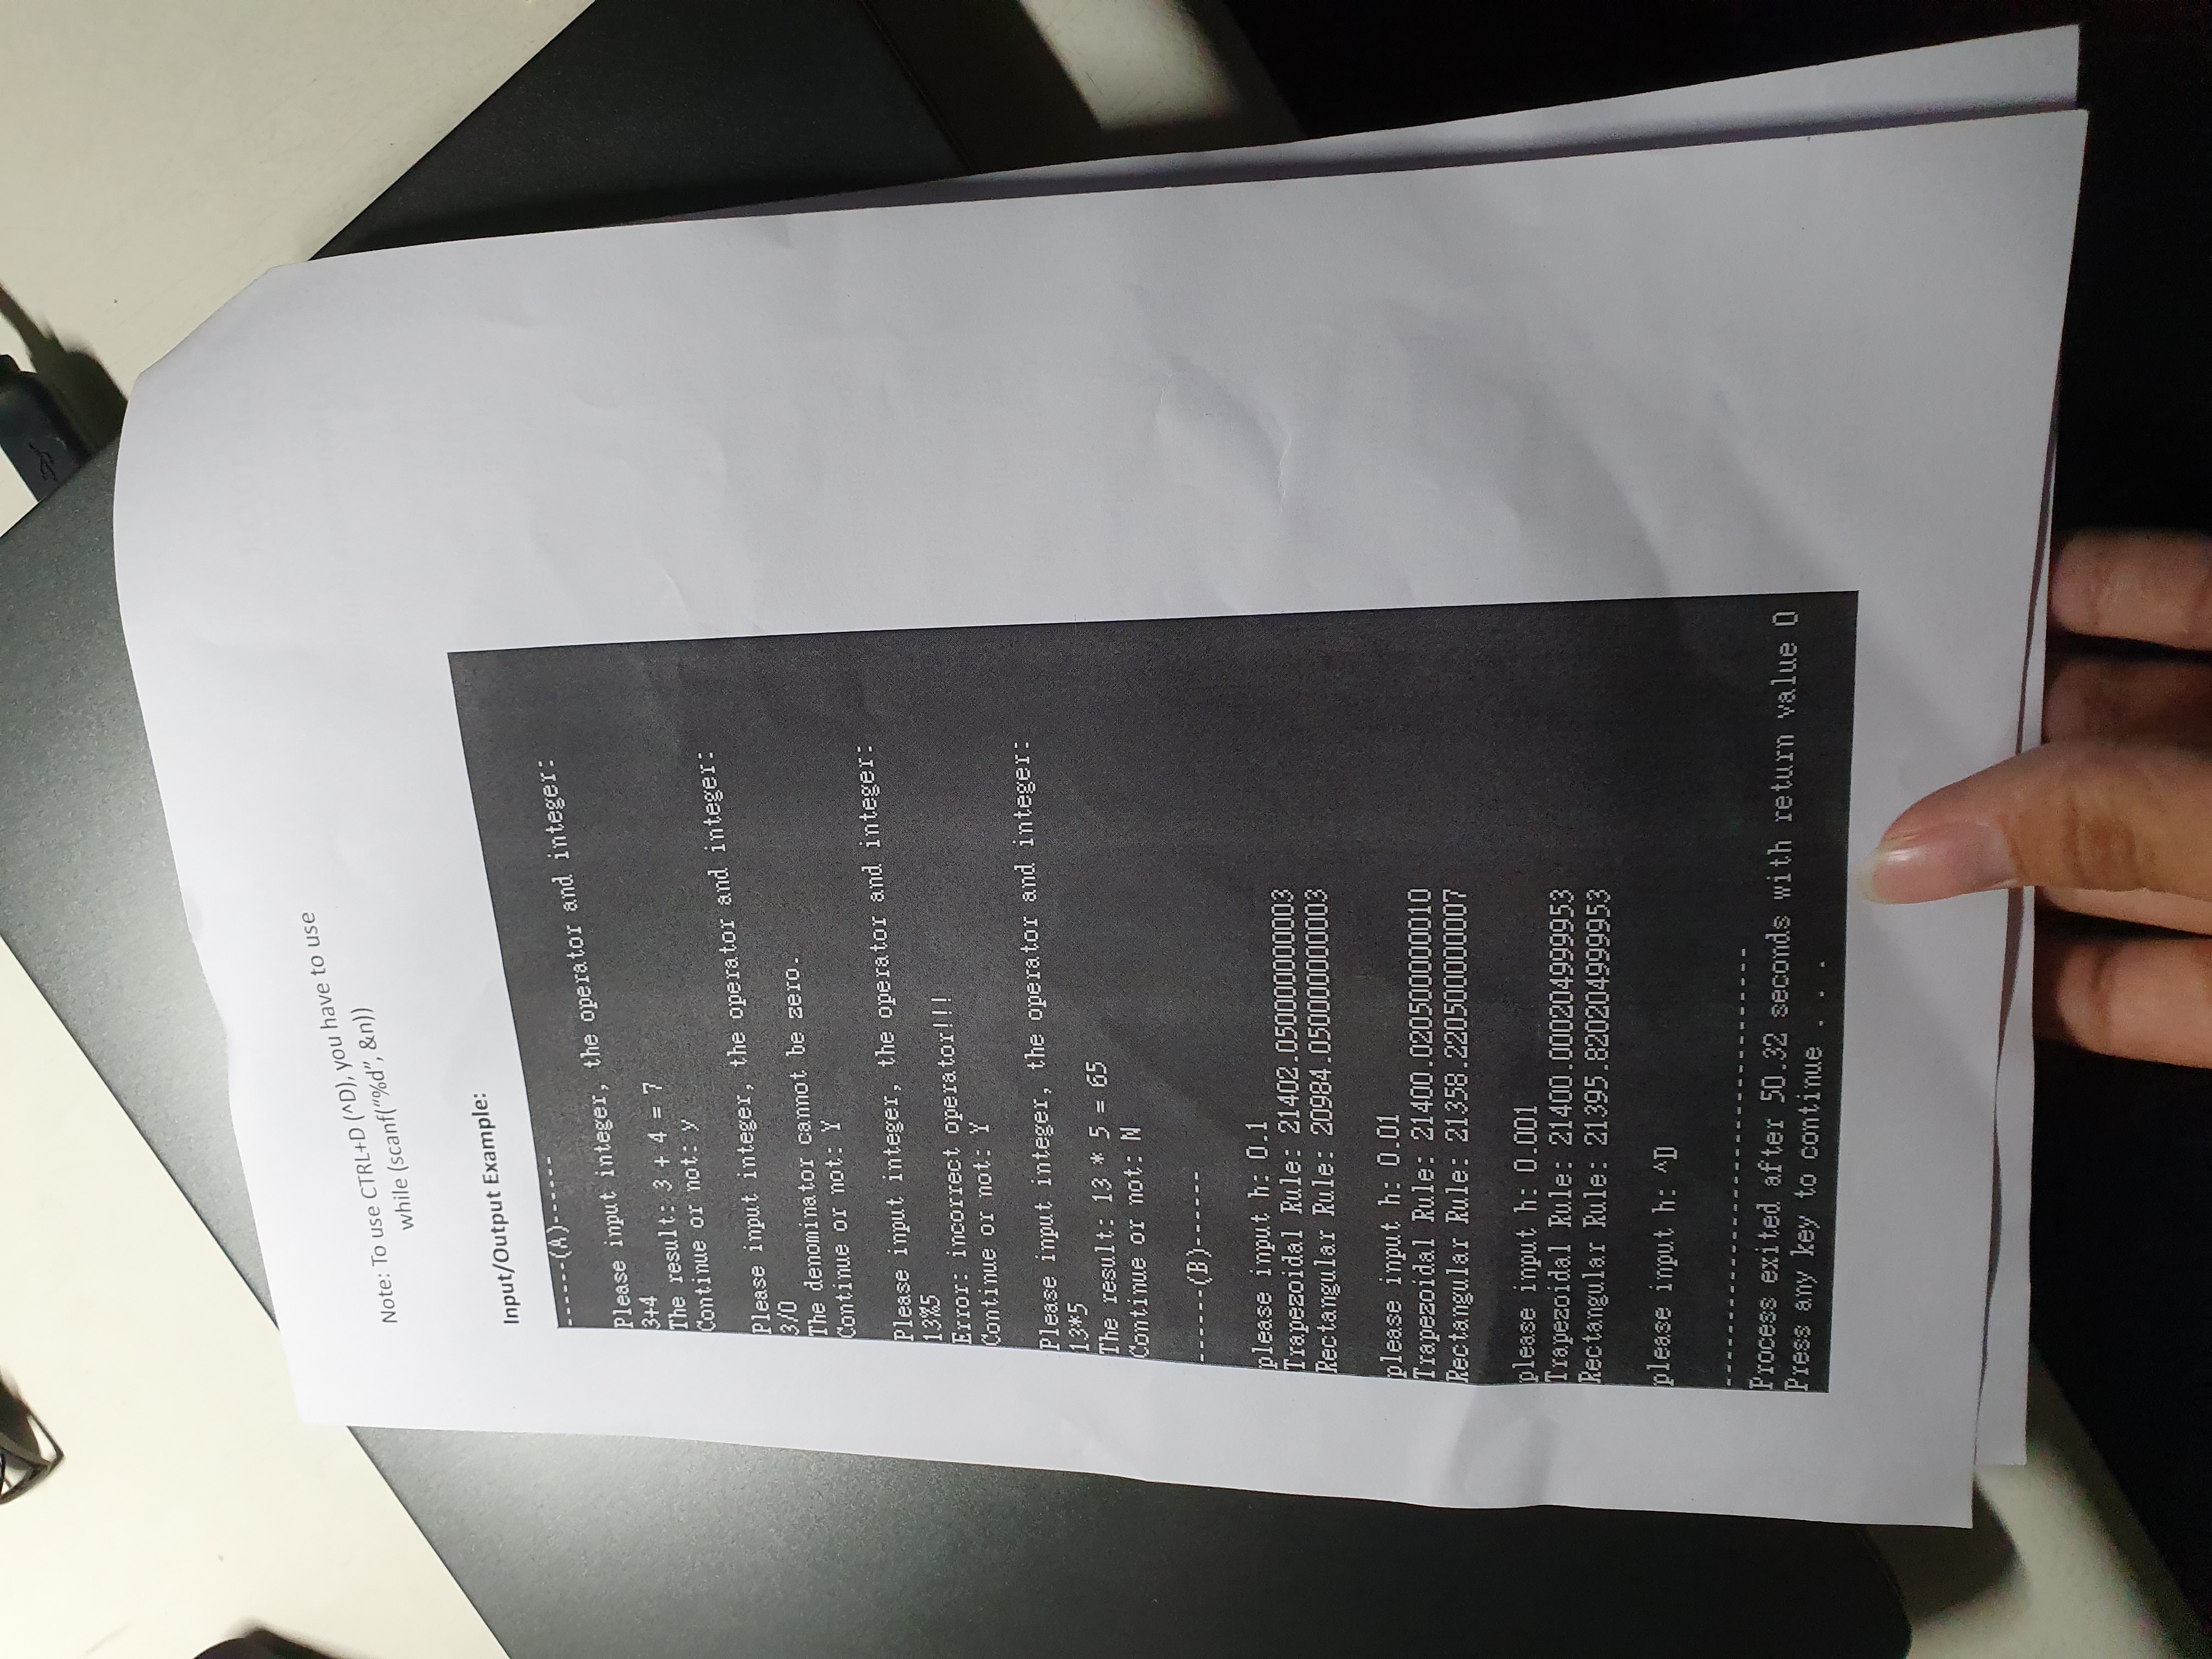 Note: To use CTRL+D (^D), you have to use
while (scanf(“%d”, &n))
Input/Output Example:
------(A)------
Please input integer, the operator and integer:
3+4
The result: 3 + 4 = 7
Continue or not: y
Please input integer, the operator and integer:
3/0
The denominator cannot be zero.
Continue or not: Y
Please input integer, the operator and integer:
13%5
Error: incorrect operator!!!
Continue or not: Y
Please input integer, the operator and integer:
13*5
The result: 13 * 5 = 65
Continue or not: N
------(B)------
please input h: 0.1
Trapezoidal Rule: 21402.050000000003
Rectangular Rule: 20984.050000000003
please input h: 0.01
Trapezoidal Rule: 21400.020500000010
Rectangular Rule: 21358.220500000007
please input h: 0.001
Trapezoidal Rule: 21400.000204999953
Rectangular Rule: 21395.820204999953
please input h: ^D
--------------------------------
Process exited after 50.32 seconds with return value 0
Press any key to continue . . .